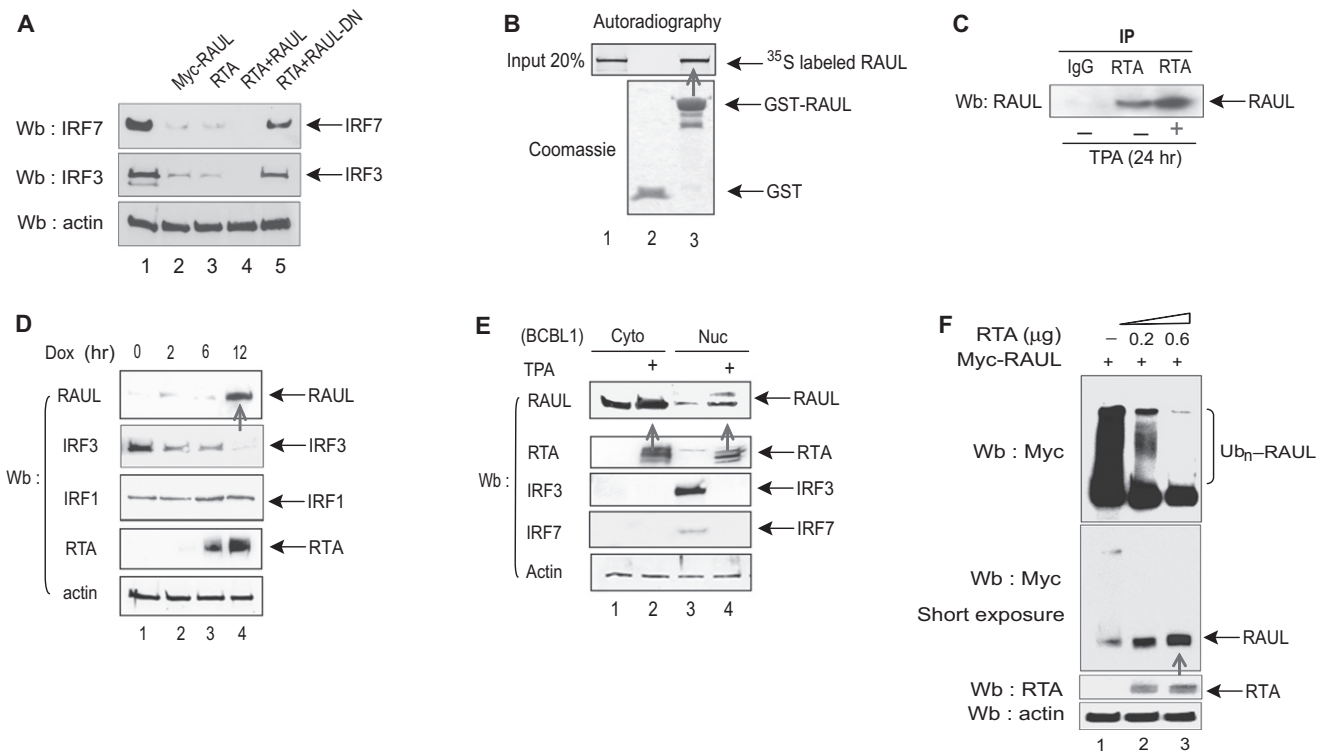 A
Myc-RAUL
RTA
RTA+RAUL
RTA+RAUL-DN
Wb : IRF7
IRF7
Wb : IRF3
IRF3
Wb : actin
1 2 3 4 5
B
Autoradiography
Input 20%
³⁵S labeled RAUL
GST-RAUL
Coomassie
GST
1 2 3
C
IP
IgG RTA RTA
Wb: RAUL
RAUL
– – +
TPA (24 hr)
D
Dox (hr) 0 2 6 12
RAUL
RAUL
IRF3
IRF3
Wb :
IRF1
IRF1
RTA
RTA
actin
1 2 3 4
E
(BCBL1) Cyto Nuc
TPA + +
RAUL
RAUL
RTA
RTA
Wb :
IRF3
IRF3
IRF7
IRF7
Actin
1 2 3 4
F
RTA (µg) – 0.2 0.6
Myc-RAUL + + +
Wb : Myc
Ubn–RAUL
Wb : Myc
Short exposure
RAUL
Wb : RTA
RTA
Wb : actin
1 2 3